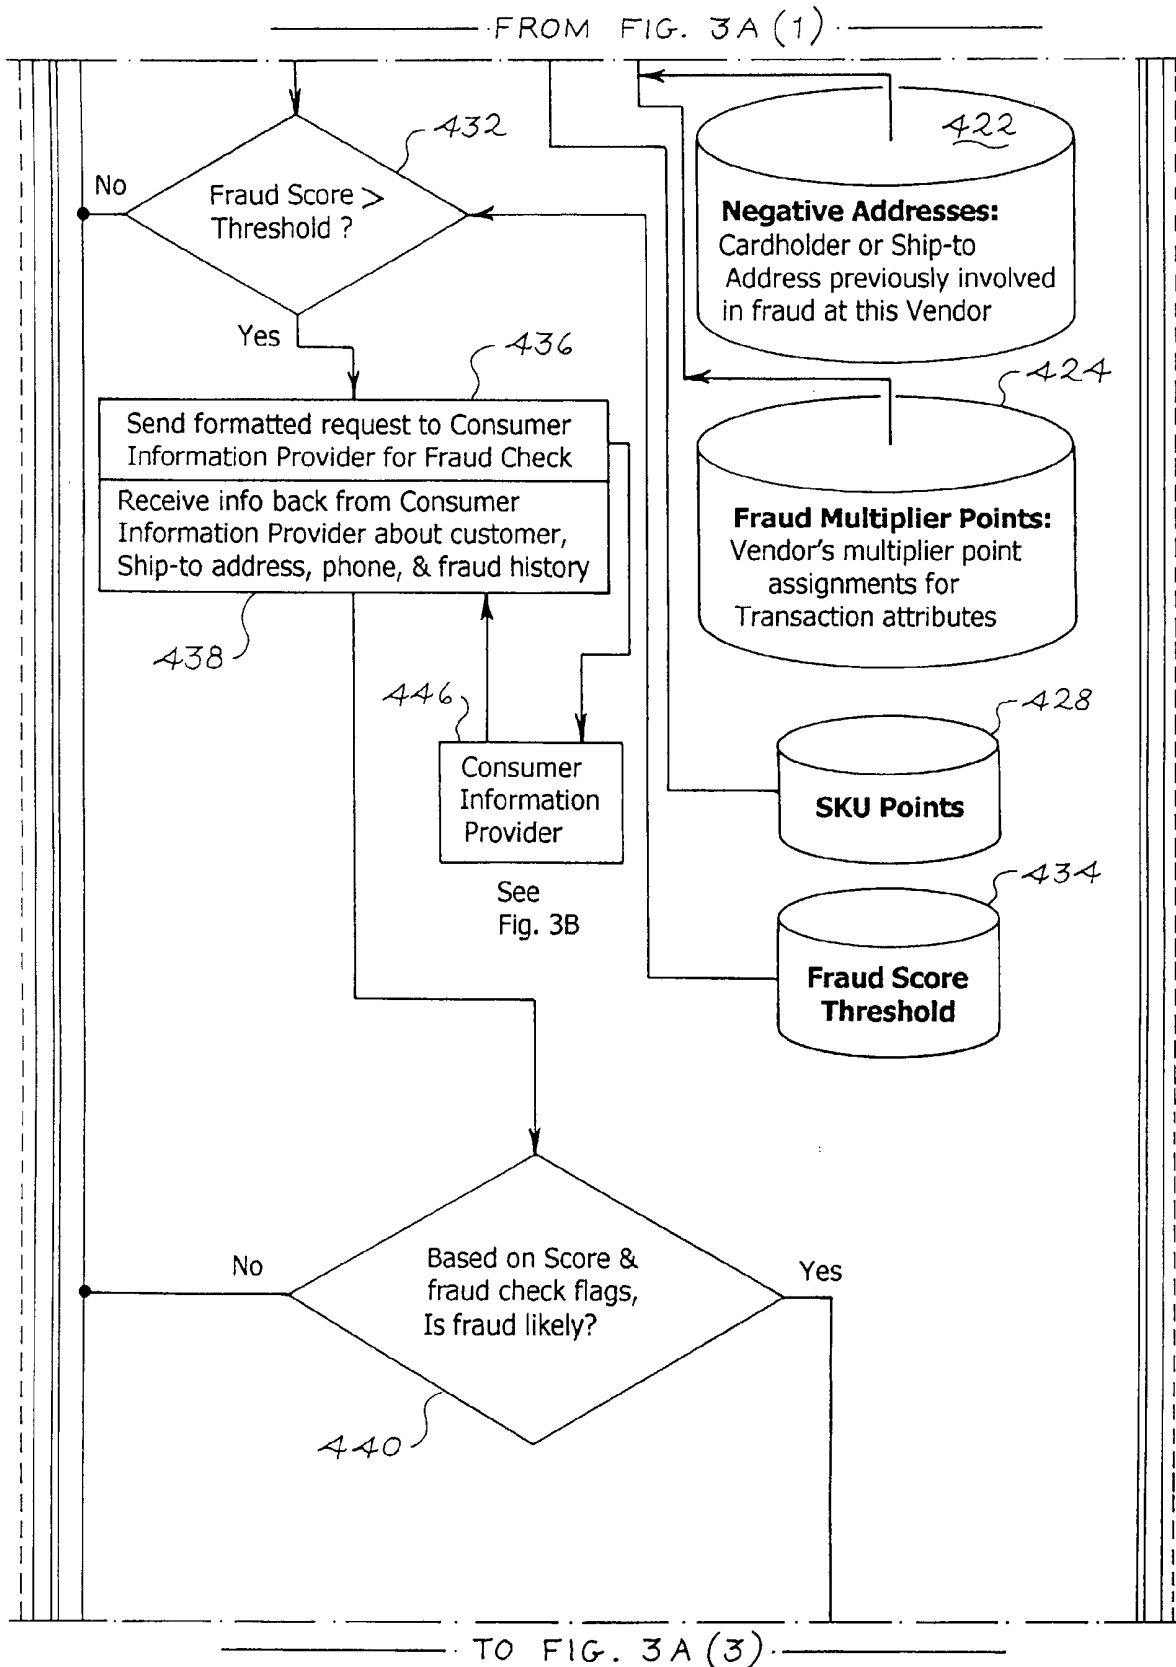 FROM FIG. 3A(1)
432
422
No
Fraud Score >
Threshold ?
Negative Addresses:
Cardholder or Ship-to
Address previously involved
in fraud at this Vendor
Yes
436
424
Send formatted request to Consumer
Information Provider for Fraud Check
Receive info back from Consumer
Information Provider about customer,
Ship-to address, phone, & fraud history
Fraud Multiplier Points:
Vendor's multiplier point
assignments for
Transaction attributes
438
446
428
Consumer
Information
Provider
SKU Points
See
Fig. 3B
434
Fraud Score
Threshold
No
Based on Score &
fraud check flags,
Is fraud likely?
Yes
440
TO FIG. 3A(3)